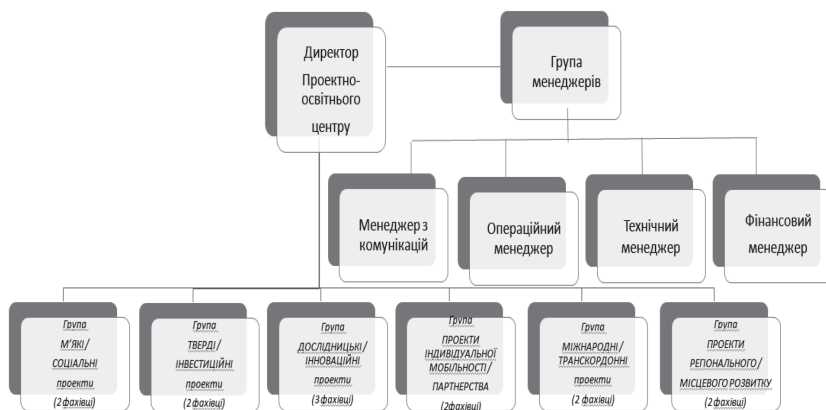 Директор
Проектно-
освітнього
центру
Група
менеджерів
Менеджер з
комунікацій
Операційний
менеджер
Технічний
менеджер
Фінансовий
менеджер
Група
М'ЯКІ/
СОЦІАЛЬНІ
проекти
(2 фахівці)
Група
ТВЕРДІ/
ІНВЕСТИЦІЙНІ
проекти
(2 фахівці)
Група
ДОСЛІДНИЦЬКІ/
ІННОВАЦІЙНІ
проекти
(3 фахівці)
Група
ПРОЕКТИ
ІНДИВІДУАЛЬНОЇ
МОБІЛЬНОСТІ/
ПАРТНЕРСТВА
(2фахівці)
Група
МІЖНАРОДНІ/
ТРАНСКОРДОННІ
проекти
(2 фахівці)
Група
ПРОЕКТИ
РЕГІОНАЛЬНОГО/
МІСЦЕВОГО РОЗВИТКУ
(2 фахівці)